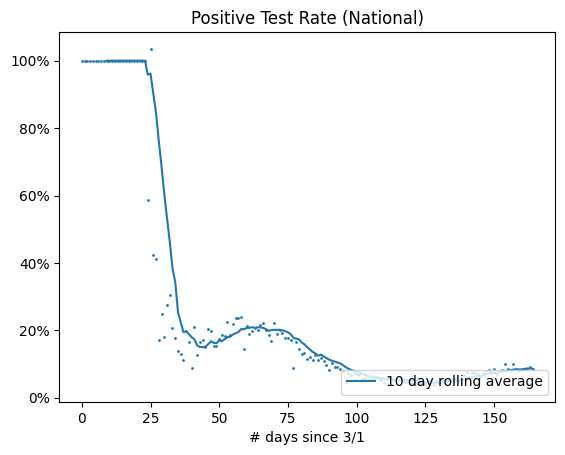 Positive Test Rate (National)
100%
80%
60%
40%
20%
0%
0 25 50 75 100 125 150
# days since 3/1
10 day rolling average